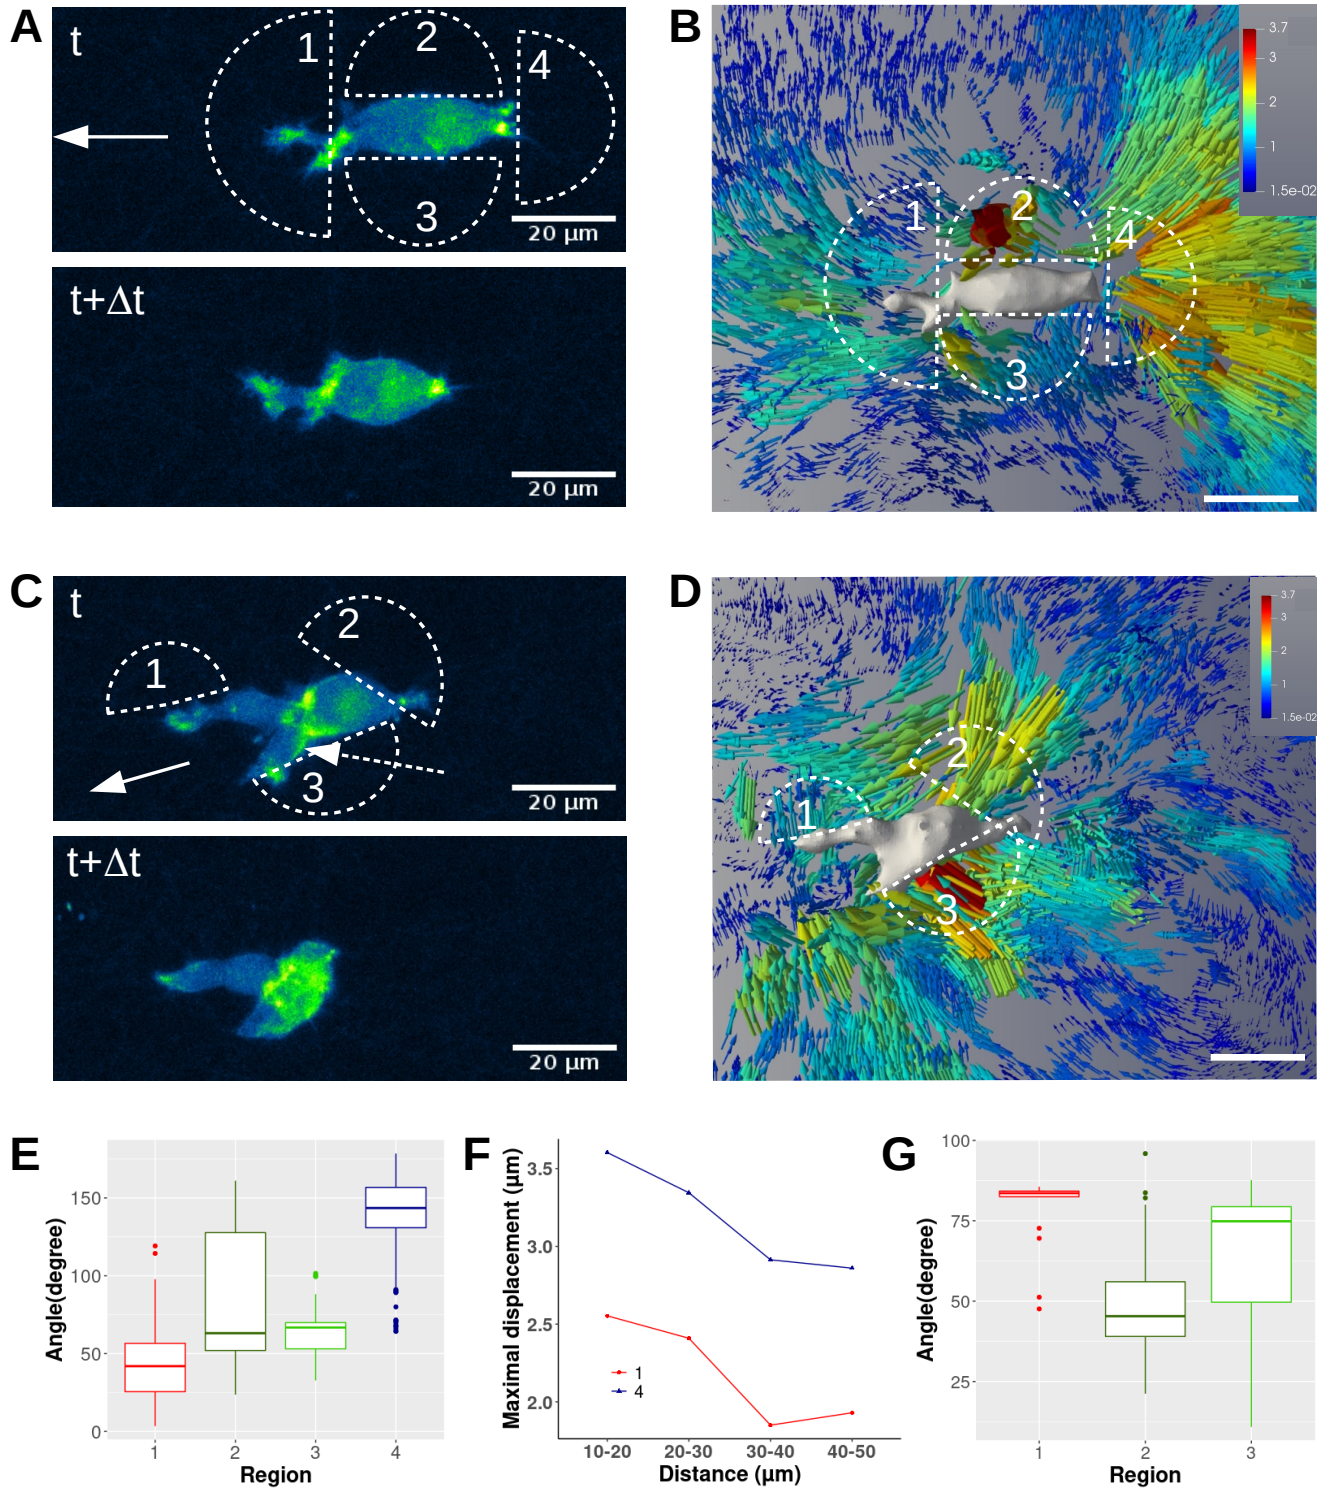 A
t
1
2
4
3
20 µm
t+Δt
20 µm
B
1
2
4
3
3.7
3
2
1
1.5e-02
C
t
1
2
3
20 µm
t+Δt
20 µm
D
1
2
3
3.7
3
2
1
1.5e-02
E
Angle(degree)
150
100
50
0
1 2 3 4
Region
F
Maximal displacement (µm)
3.5
3.0
2.5
2.0
1
4
10-20 20-30 30-40 40-50
Distance (µm)
G
Angle(degree)
100
75
50
25
1 2 3
Region